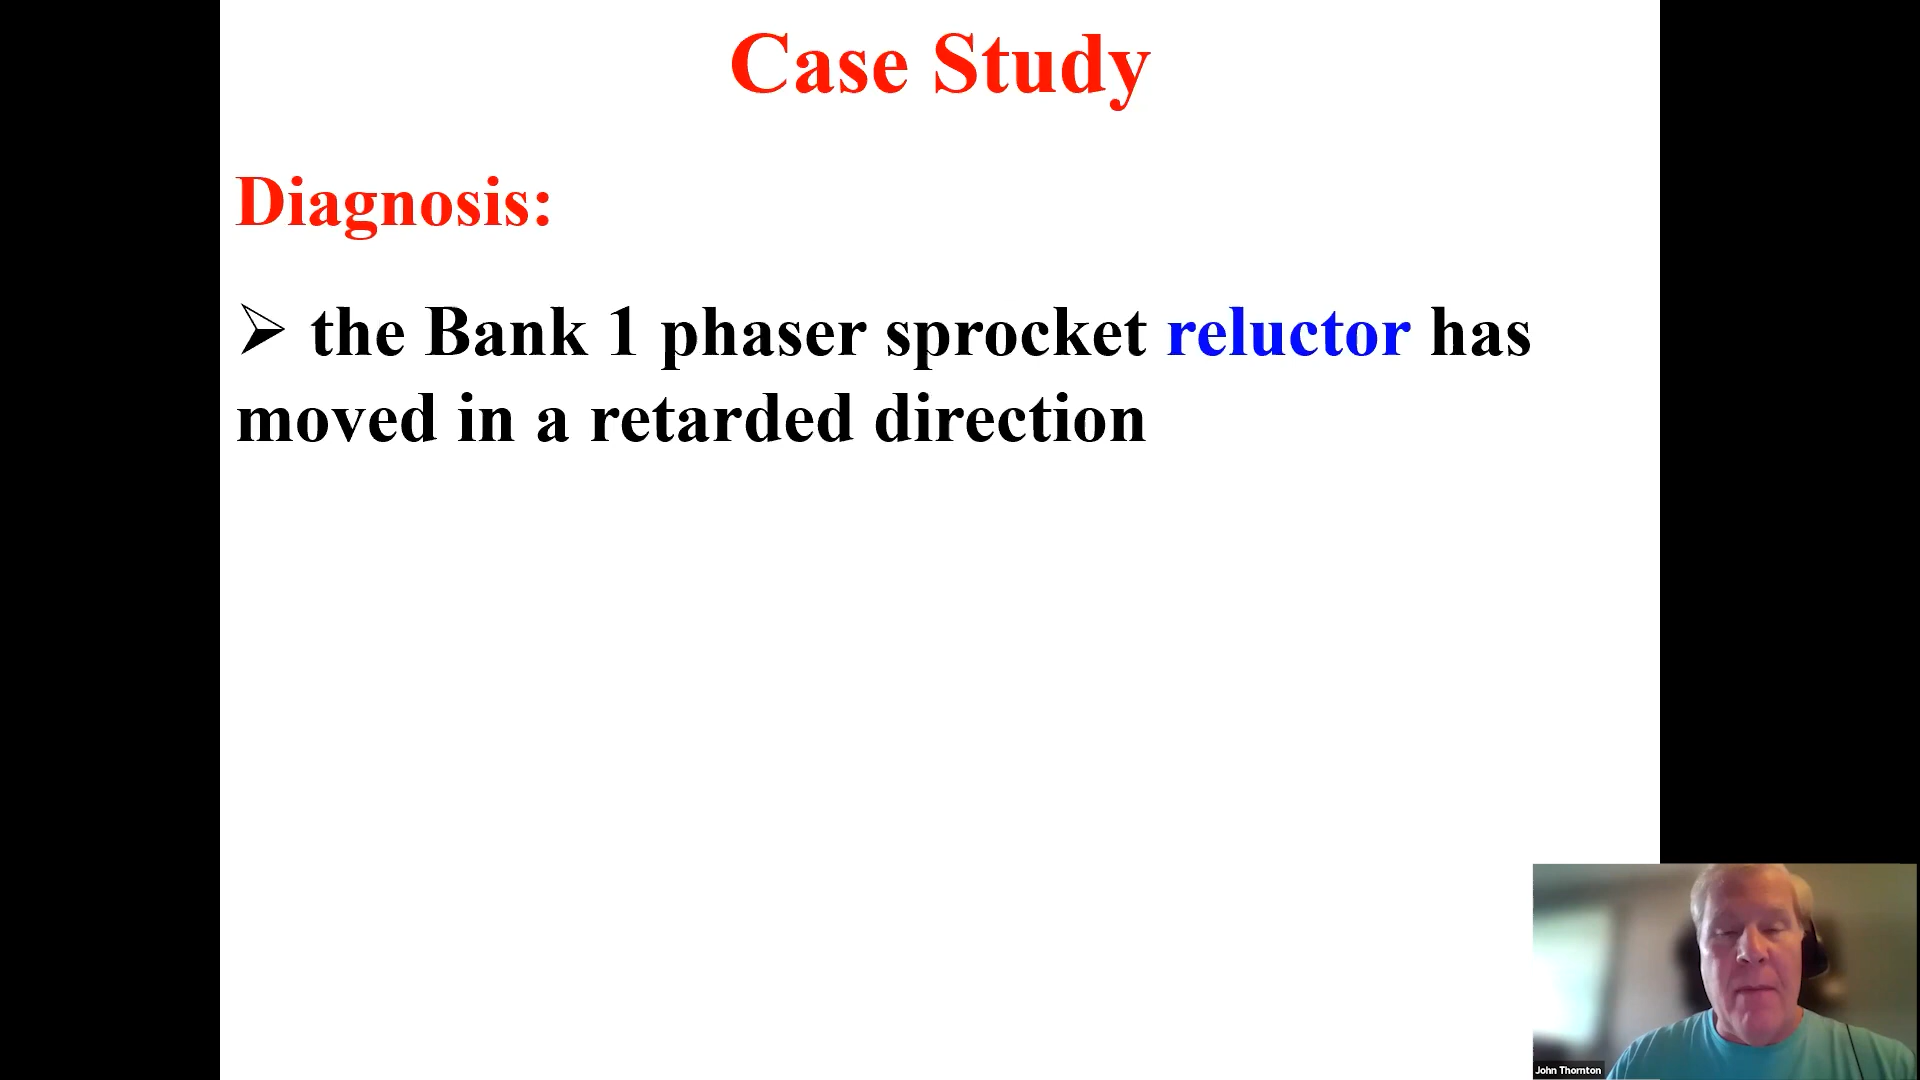 Case Study
Diagnosis:
➢ the Bank 1 phaser sprocket reluctor has
moved in a retarded direction
John Thornton